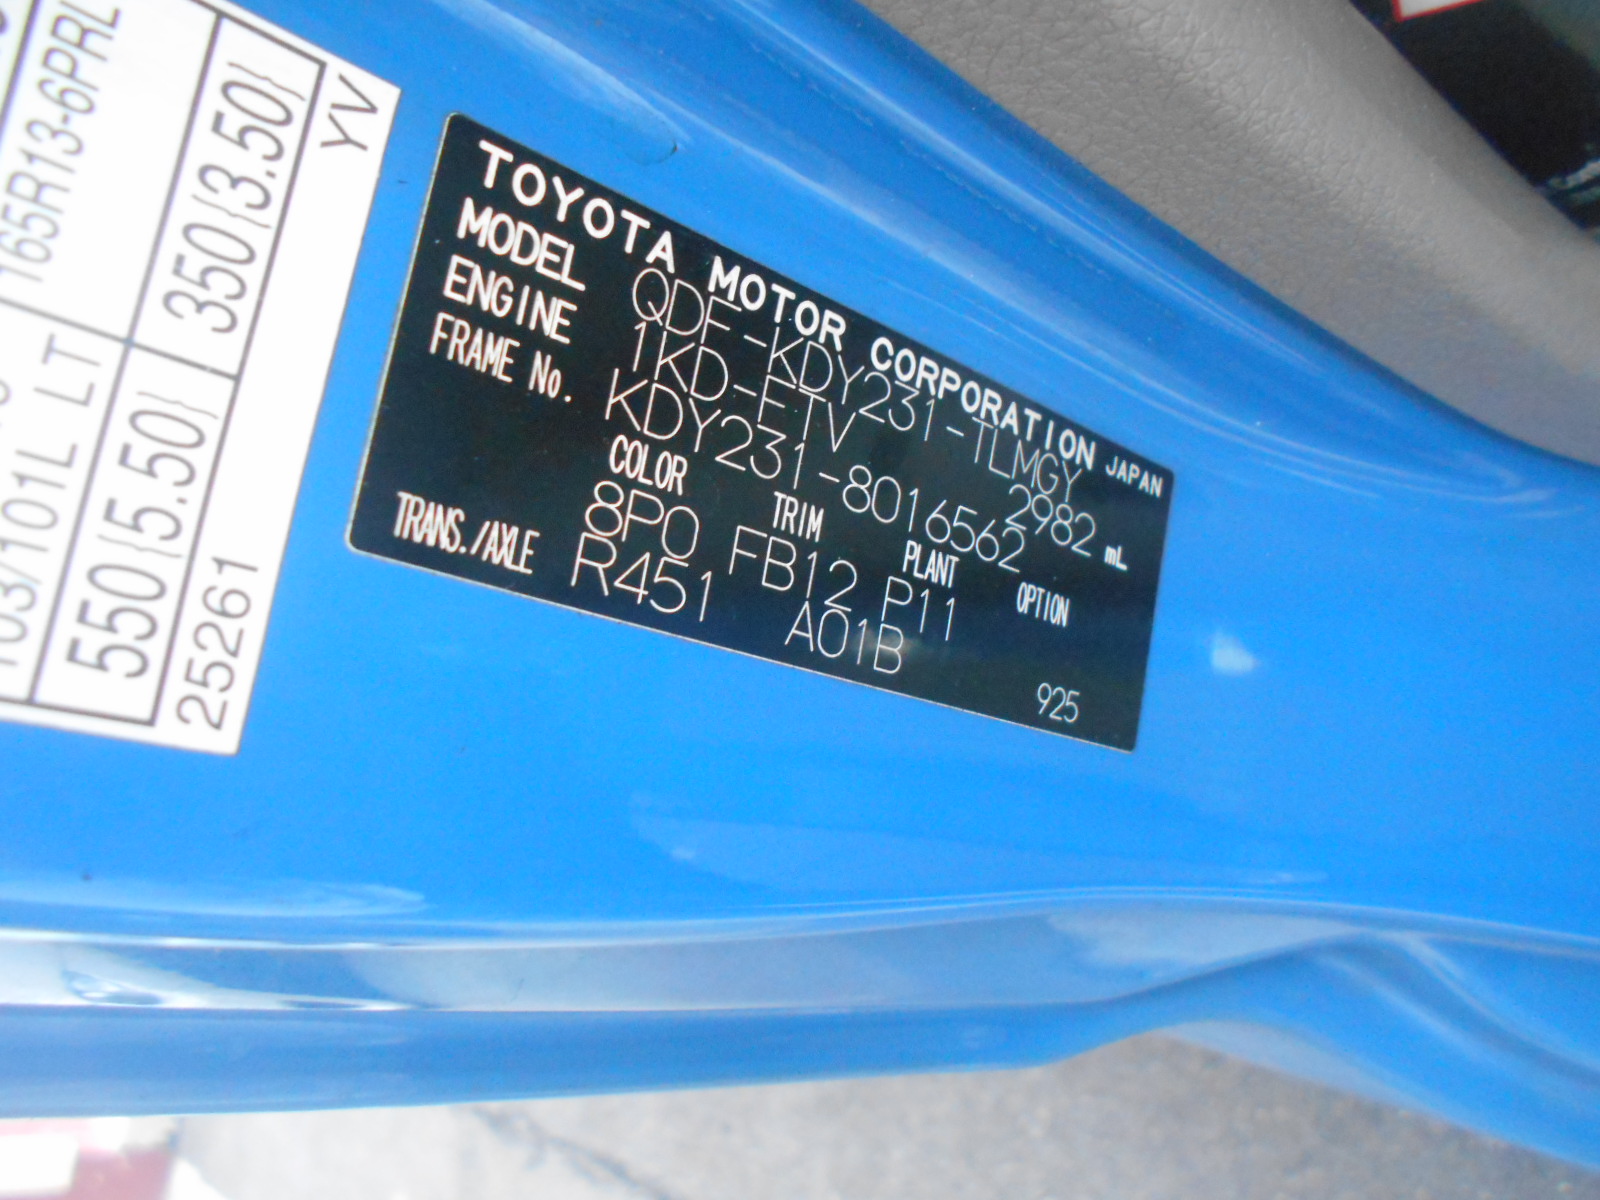 165R13-6PRL
103/101L LT
350(3.50)
550(5.50)
25261 YV
TOYOTA MOTOR CORPORATION JAPAN
MODEL QDF-KDY231-TLMGY
ENGINE 1KD-FTV 2982 mL
FRAME No. KDY231-8016562
COLOR TRIM PLANT OPTION
8P0 FB12 P11
TRANS./AXLE R451 A01B
925